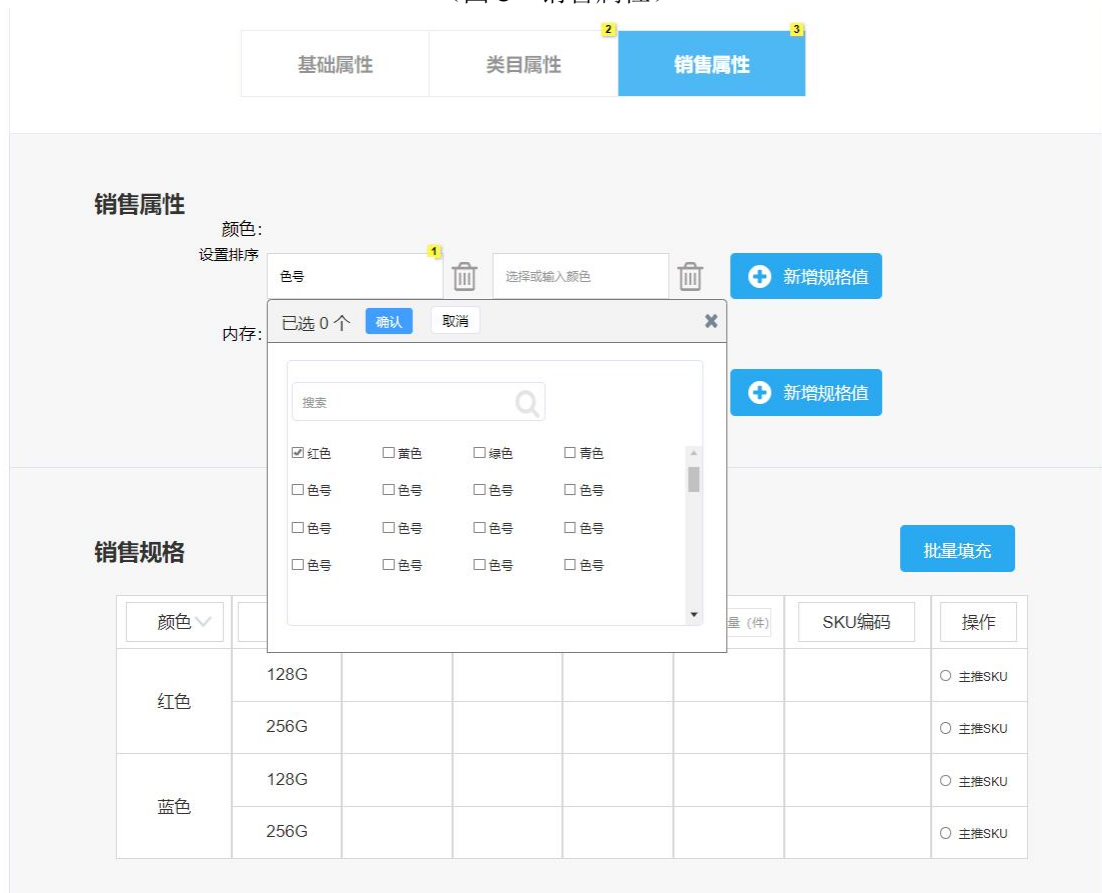 2 3
基础属性 类目属性 销售属性
销售属性
颜色：
设置排序
1
色号 选择或输入颜色 新增规格值
已选 0 个 确认 取消
内存：
新增规格值
搜索
红色 黄色 绿色 青色
色号 色号 色号 色号
色号 色号 色号 色号
色号 色号 色号 色号
销售规格 批量填充
颜色 量（件） SKU编码 操作
红色
128G 主推SKU
256G 主推SKU
蓝色
128G 主推SKU
256G 主推SKU